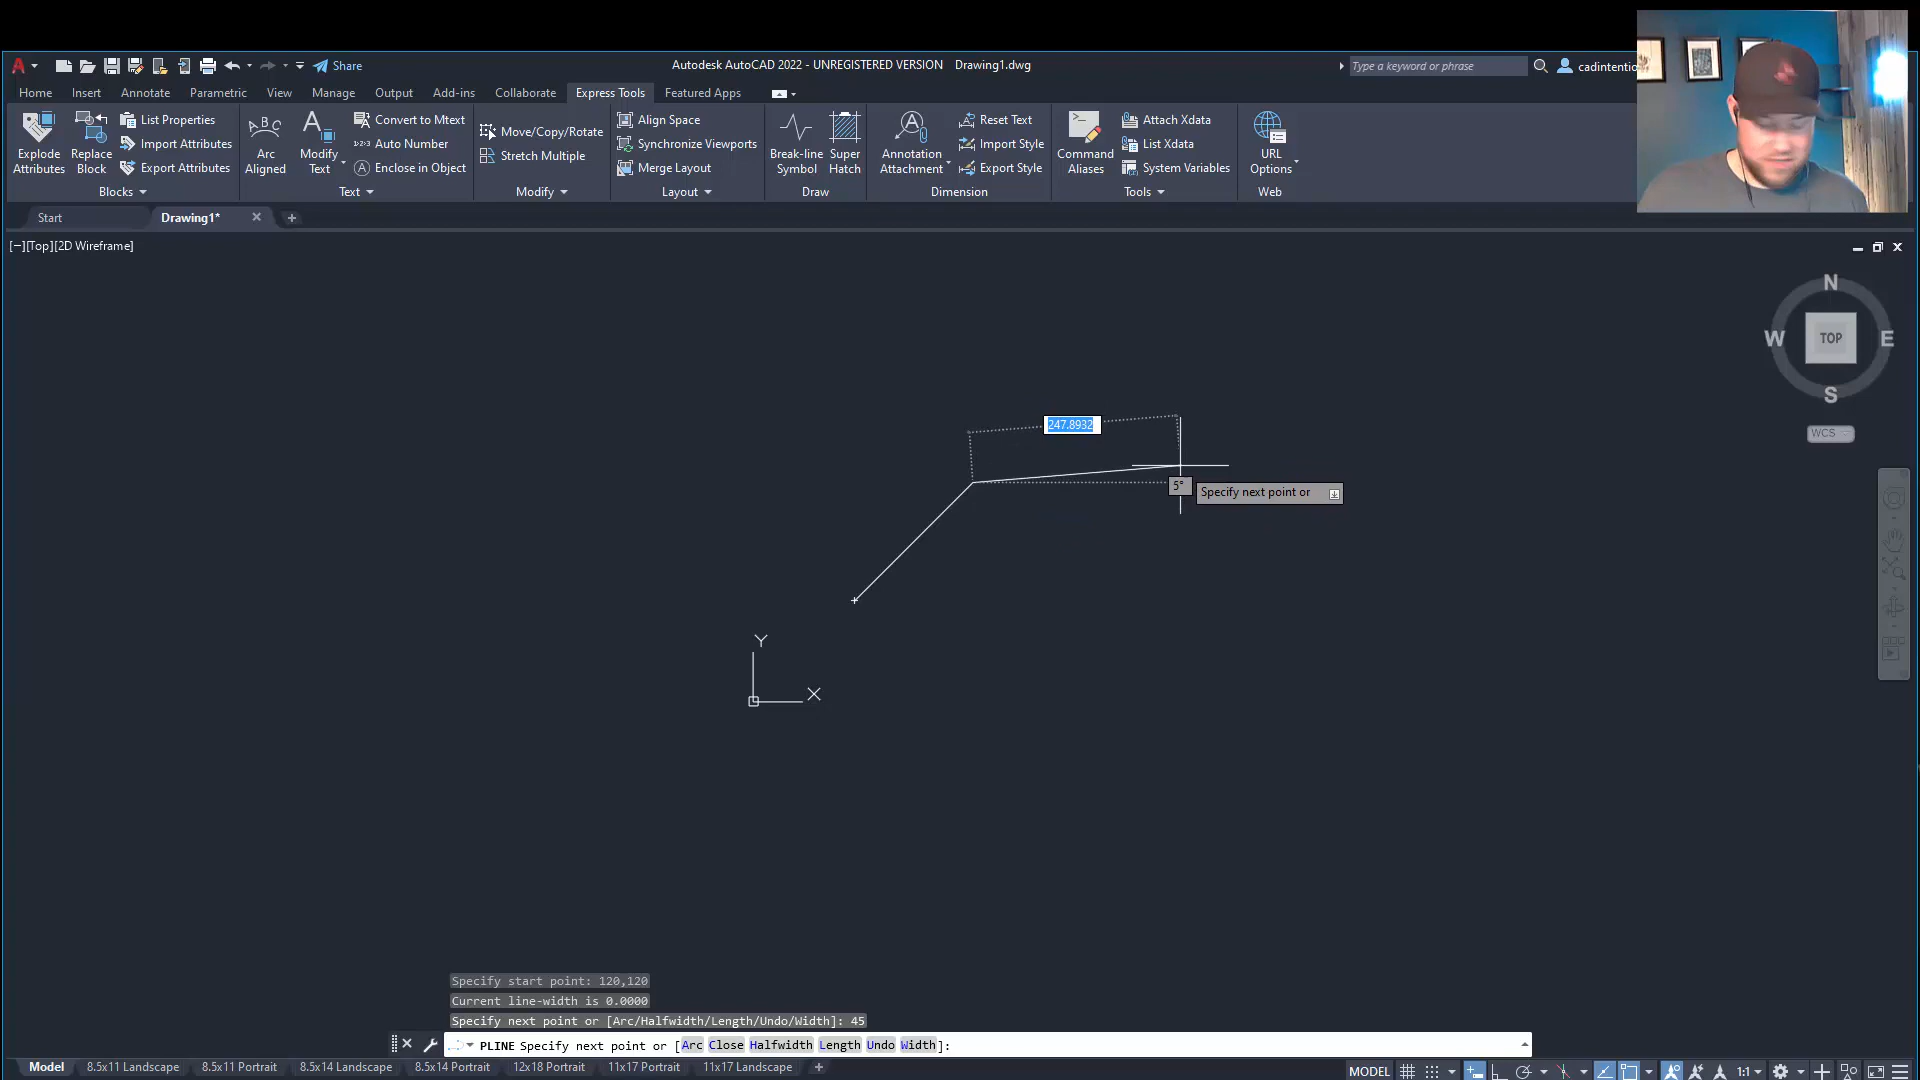 Share
Autodesk AutoCAD 2022 - UNREGISTERED VERSION Drawing1.dwg
Type a keyword or phrase
cadintentio
Home Insert Annotate Parametric View Manage Output Add-ins Collaborate Express Tools Featured Apps
Explode Attributes
Replace Block
List Properties
Import Attributes
Export Attributes
Blocks
ABC
Arc Aligned
A
Modify Text
Convert to Mtext
Auto Number
Enclose in Object
Text
Move/Copy/Rotate
Stretch Multiple
Modify
Align Space
Synchronize Viewports
Merge Layout
Layout
Break-line Symbol
Super Hatch
Draw
Annotation Attachment
Reset Text
Import Style
Export Style
Dimension
Command Aliases
Attach Xdata
List Xdata
System Variables
Tools
URL Options
Web
Start
Drawing1*
[−][Top][2D Wireframe]
N
W TOP E
S
WCS
247.8932
5°
Specify next point or
Y
X
Specify start point: 120,120
Current line-width is 0.0000
Specify next point or [Arc/Halfwidth/Length/Undo/Width]: 45
PLINE Specify next point or [Arc Close Halfwidth Length Undo Width]:
Model 8.5x11 Landscape 8.5x11 Portrait 8.5x14 Landscape 8.5x14 Portrait 12x18 Portrait 11x17 Portrait 11x17 Landscape
MODEL
1:1